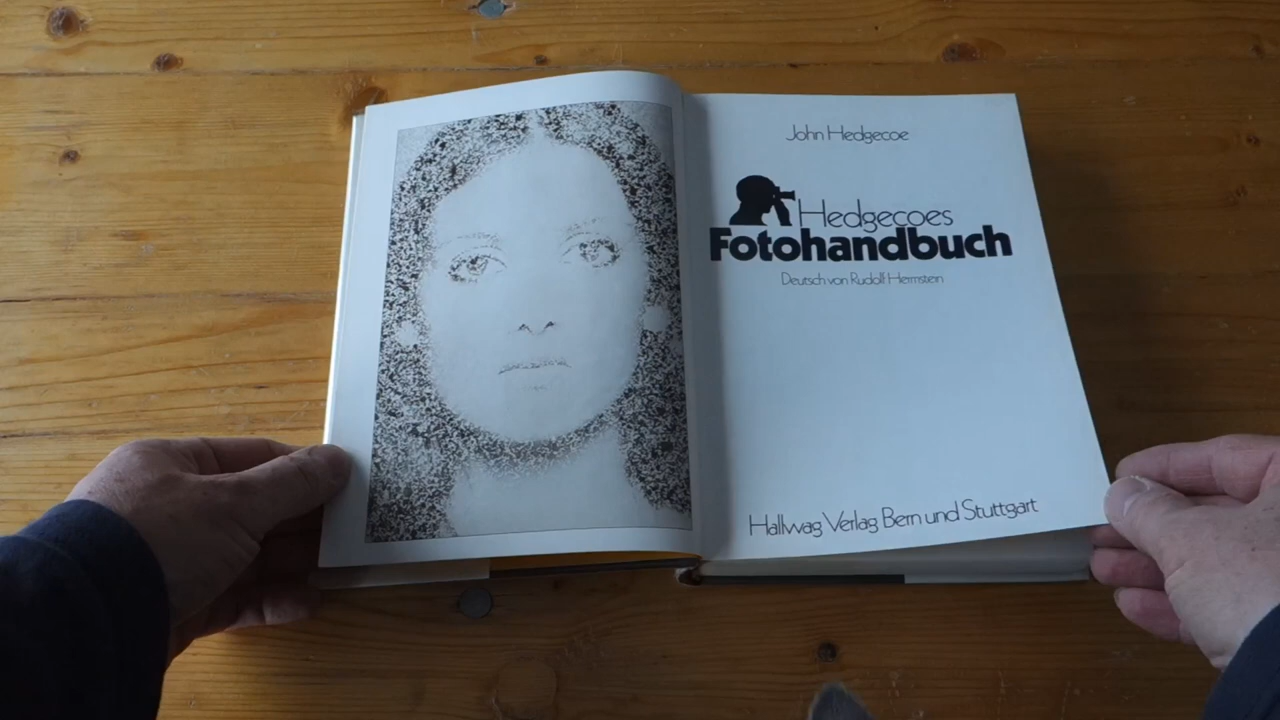 John Hedgecoe
Hedgecoes
Fotohandbuch
Deutsch von Rudolf Hermstein
Hallwag Verlag Bern und Stuttgart